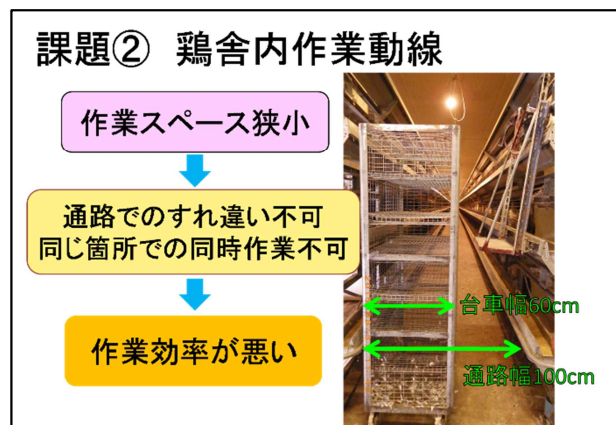 課題② 鶏舎内作業動線
作業スペース狭小
通路でのすれ違い不可
同じ箇所での同時作業不可
作業効率が悪い
台車幅60cm
通路幅100cm